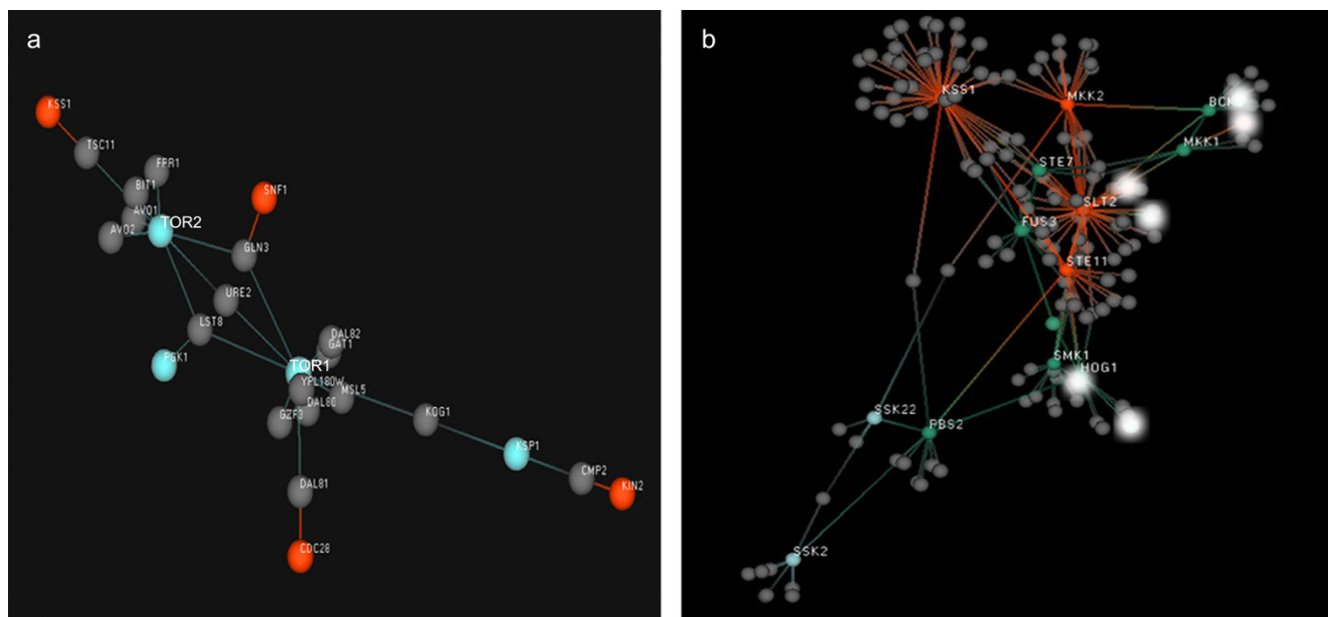 a
b
KSS1
TSC11
FPR1
BIT1
AVO1
TOR2
AVO2
SNF1
GLN3
URE2
LST8
PGK1
DAL82
GAT1
TOR1
YPL180W
MSL5
DAL80
GZF3
KOG1
KSP1
CMP2
KIN2
DAL81
CDC28
KSS1
MKK2
BCK
MKK1
STE7
SLT2
FUS3
STE11
SMK1
HOG1
SSK22
PBS2
SSK2